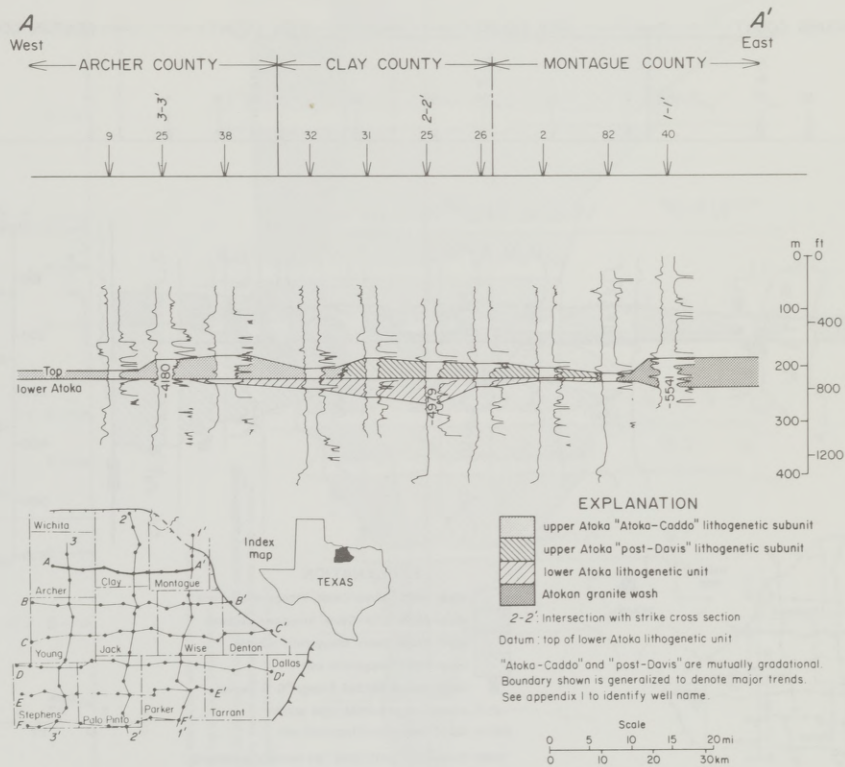 A
West
A'
East
ARCHER COUNTY
CLAY COUNTY
MONTAGUE COUNTY
3-3'
2-2'
1-1'
9
25
38
32
31
25
26
2
82
40
m ft
0 0
100
400
200
800
300
1200
400
Top
lower Atoka
-4180
-4979
-5541
Wichita
2
1'
3
A
A'
Clay
Montague
Archer
B
B'
C
C'
Young
Jack
Wise
Denton
D
Dallas
D'
E
E'
Stephens
Palo Pinto
Parker
Tarrant
F
F'
3'
2'
1'
Index
map
TEXAS
EXPLANATION
upper Atoka "Atoka-Caddo" lithogenetic subunit
upper Atoka "post-Davis" lithogenetic subunit
lower Atoka lithogenetic unit
Atokan granite wash
2-2': Intersection with strike cross section
Datum: top of lower Atoka lithogenetic unit
"Atoka-Caddo" and "post-Davis" are mutually gradational.
Boundary shown is generalized to denote major trends.
See appendix I to identify well name.
Scale
0 5 10 15 20 mi
0 10 20 30 km